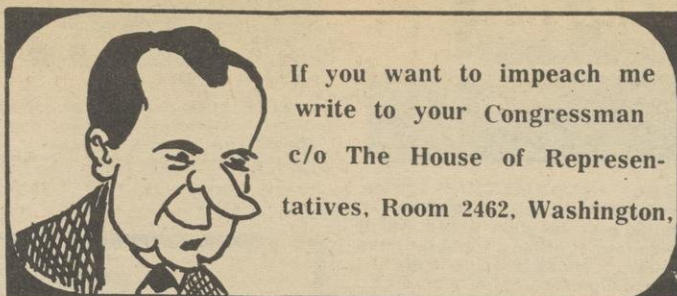 If you want to impeach me
write to your Congressman
c/o The House of Represen-
tatives, Room 2462, Washington,